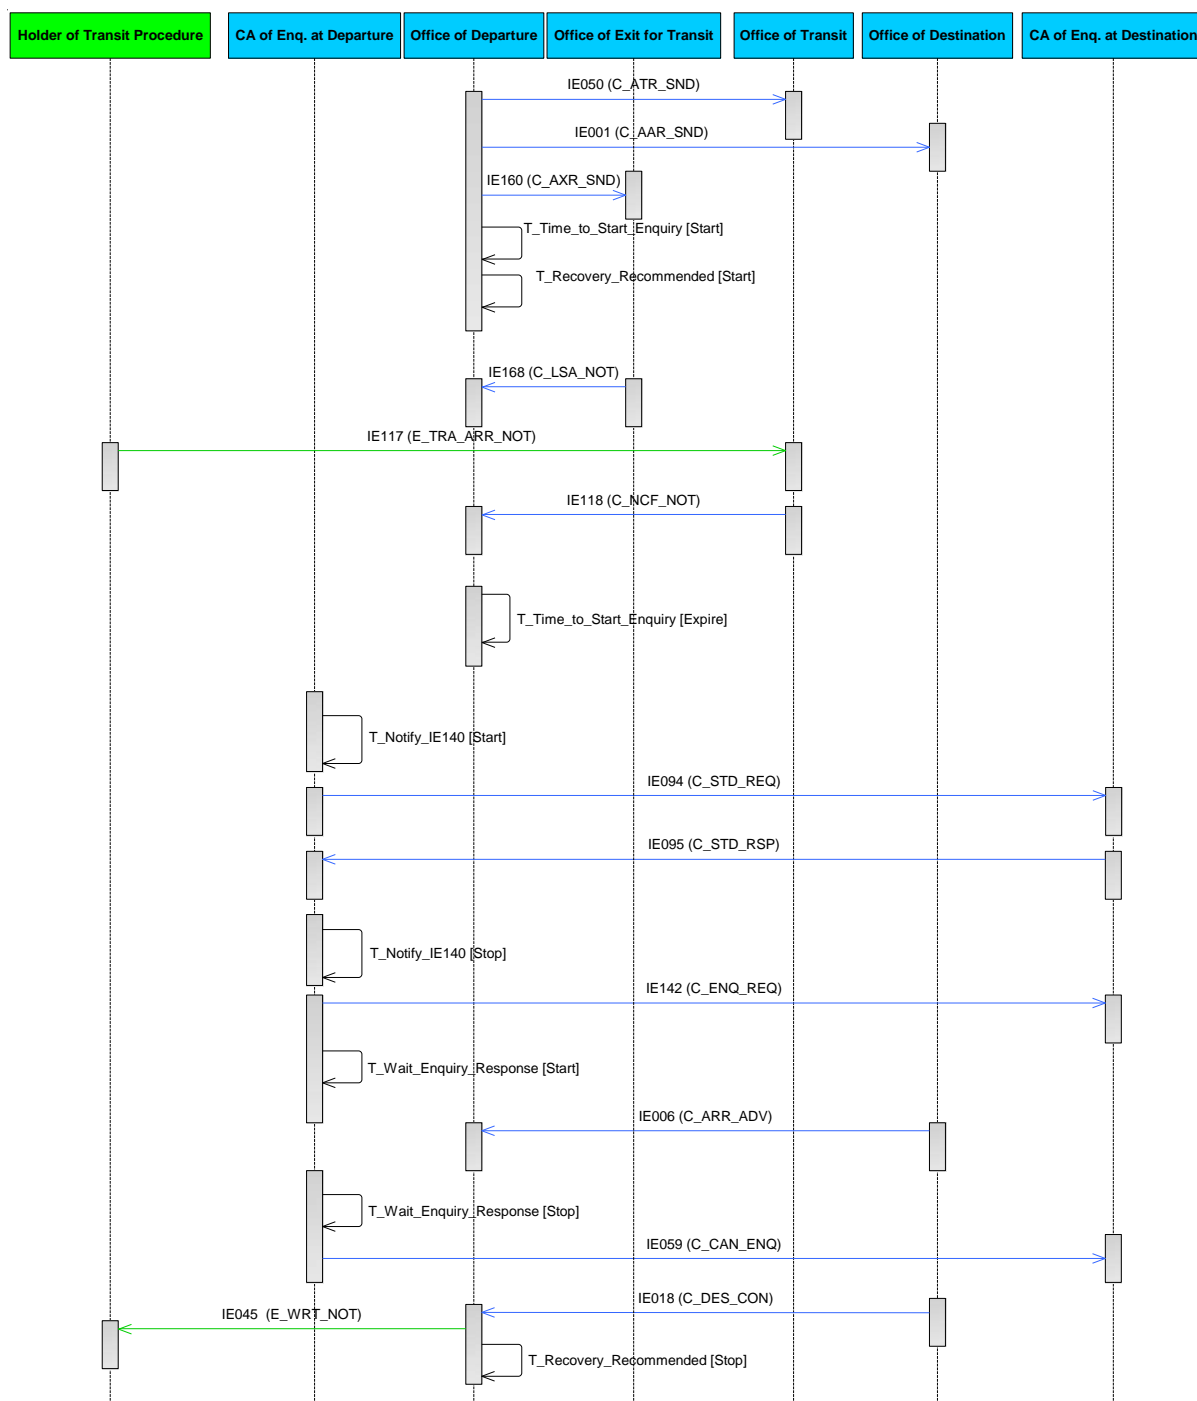 Holder of Transit Procedure
CA of Enq. at Departure
Office of Departure
Office of Exit for Transit
Office of Transit
Office of Destination
CA of Enq. at Destination
IE050 (C_ATR_SND)
IE001 (C_AAR_SND)
IE160 (C_AXR_SND)
T_Time_to_Start_Enquiry [Start]
T_Recovery_Recommended [Start]
IE168 (C_LSA_NOT)
IE117 (E_TRA_ARR_NOT)
IE118 (C_NCF_NOT)
T_Time_to_Start_Enquiry [Expire]
T_Notify_IE140 [Start]
IE094 (C_STD_REQ)
IE095 (C_STD_RSP)
T_Notify_IE140 [Stop]
IE142 (C_ENQ_REQ)
T_Wait_Enquiry_Response [Start]
IE006 (C_ARR_ADV)
T_Wait_Enquiry_Response [Stop]
IE059 (C_CAN_ENQ)
IE018 (C_DES_CON)
IE045  (E_WRT_NOT)
T_Recovery_Recommended [Stop]